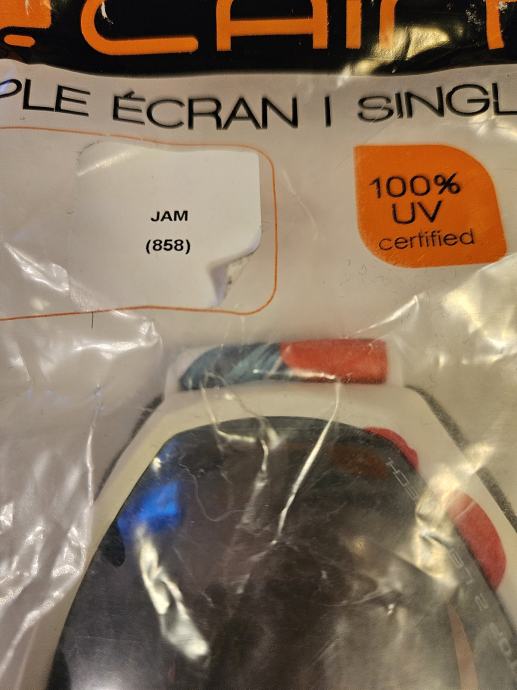 PLE ÉCRAN | SINGL
JAM
(858)
100%
UV
certified